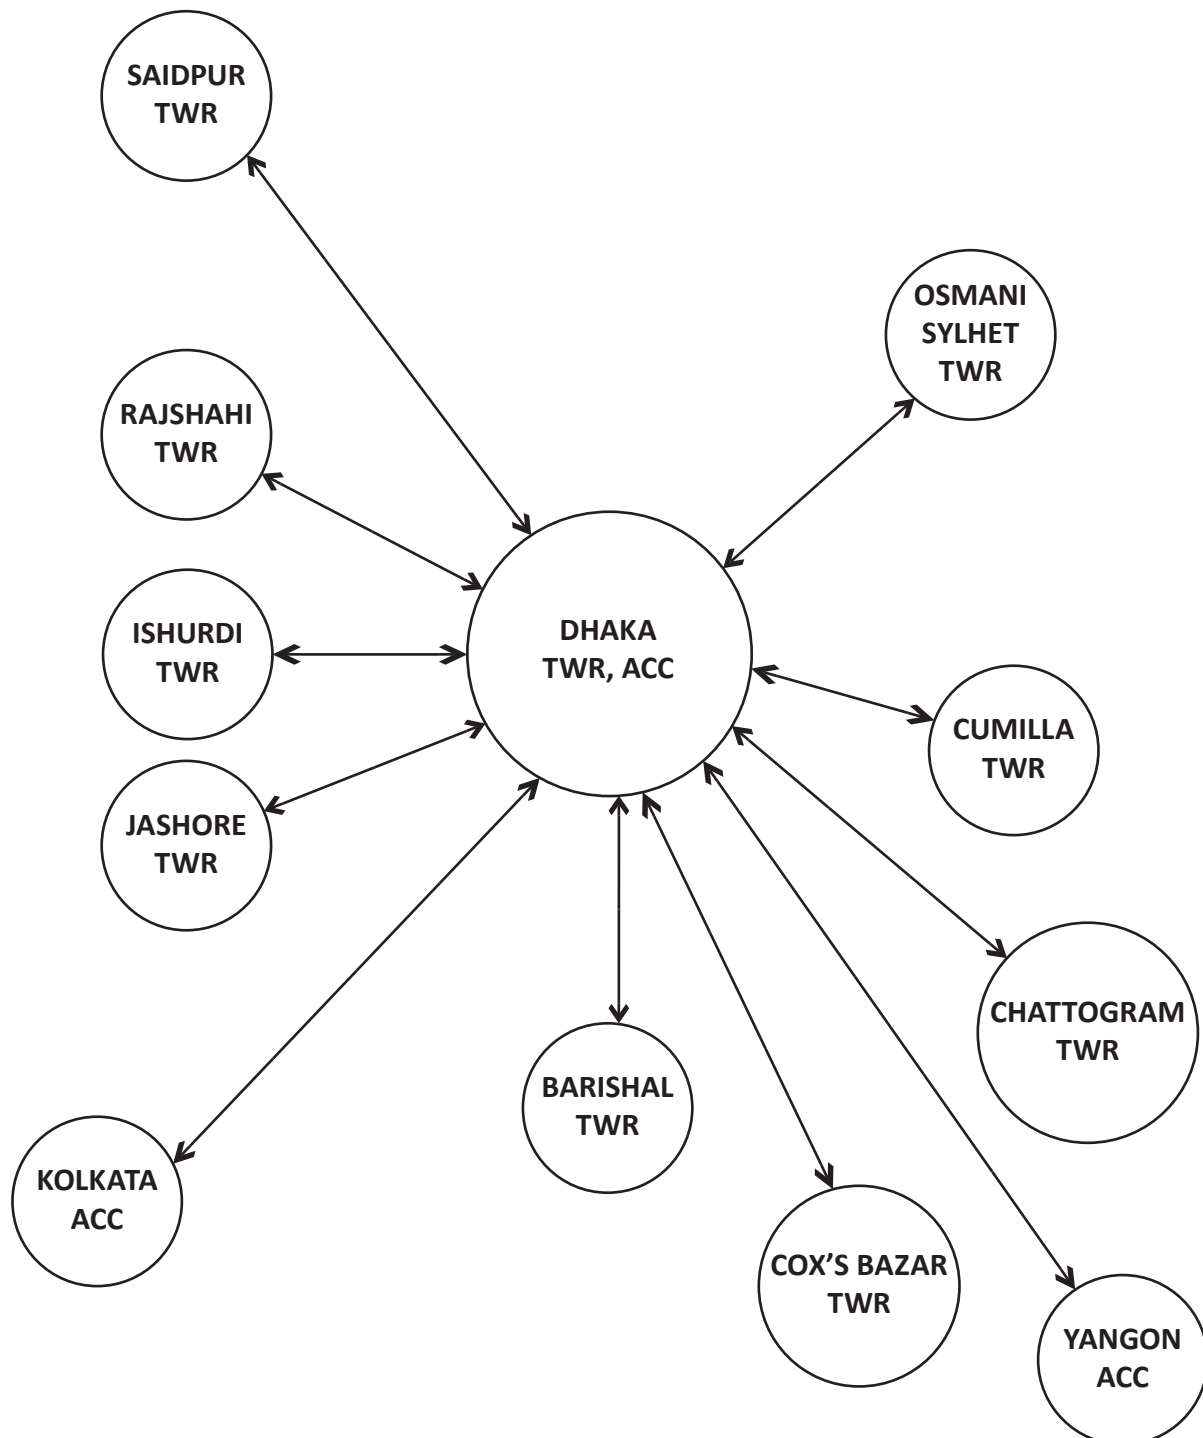 SAIDPUR
TWR
OSMANI
SYLHET
TWR
RAJSHAHI
TWR
ISHURDI
TWR
DHAKA
TWR, ACC
CUMILLA
TWR
JASHORE
TWR
CHATTOGRAM
TWR
BARISHAL
TWR
KOLKATA
ACC
COX’S BAZAR
TWR
YANGON
ACC